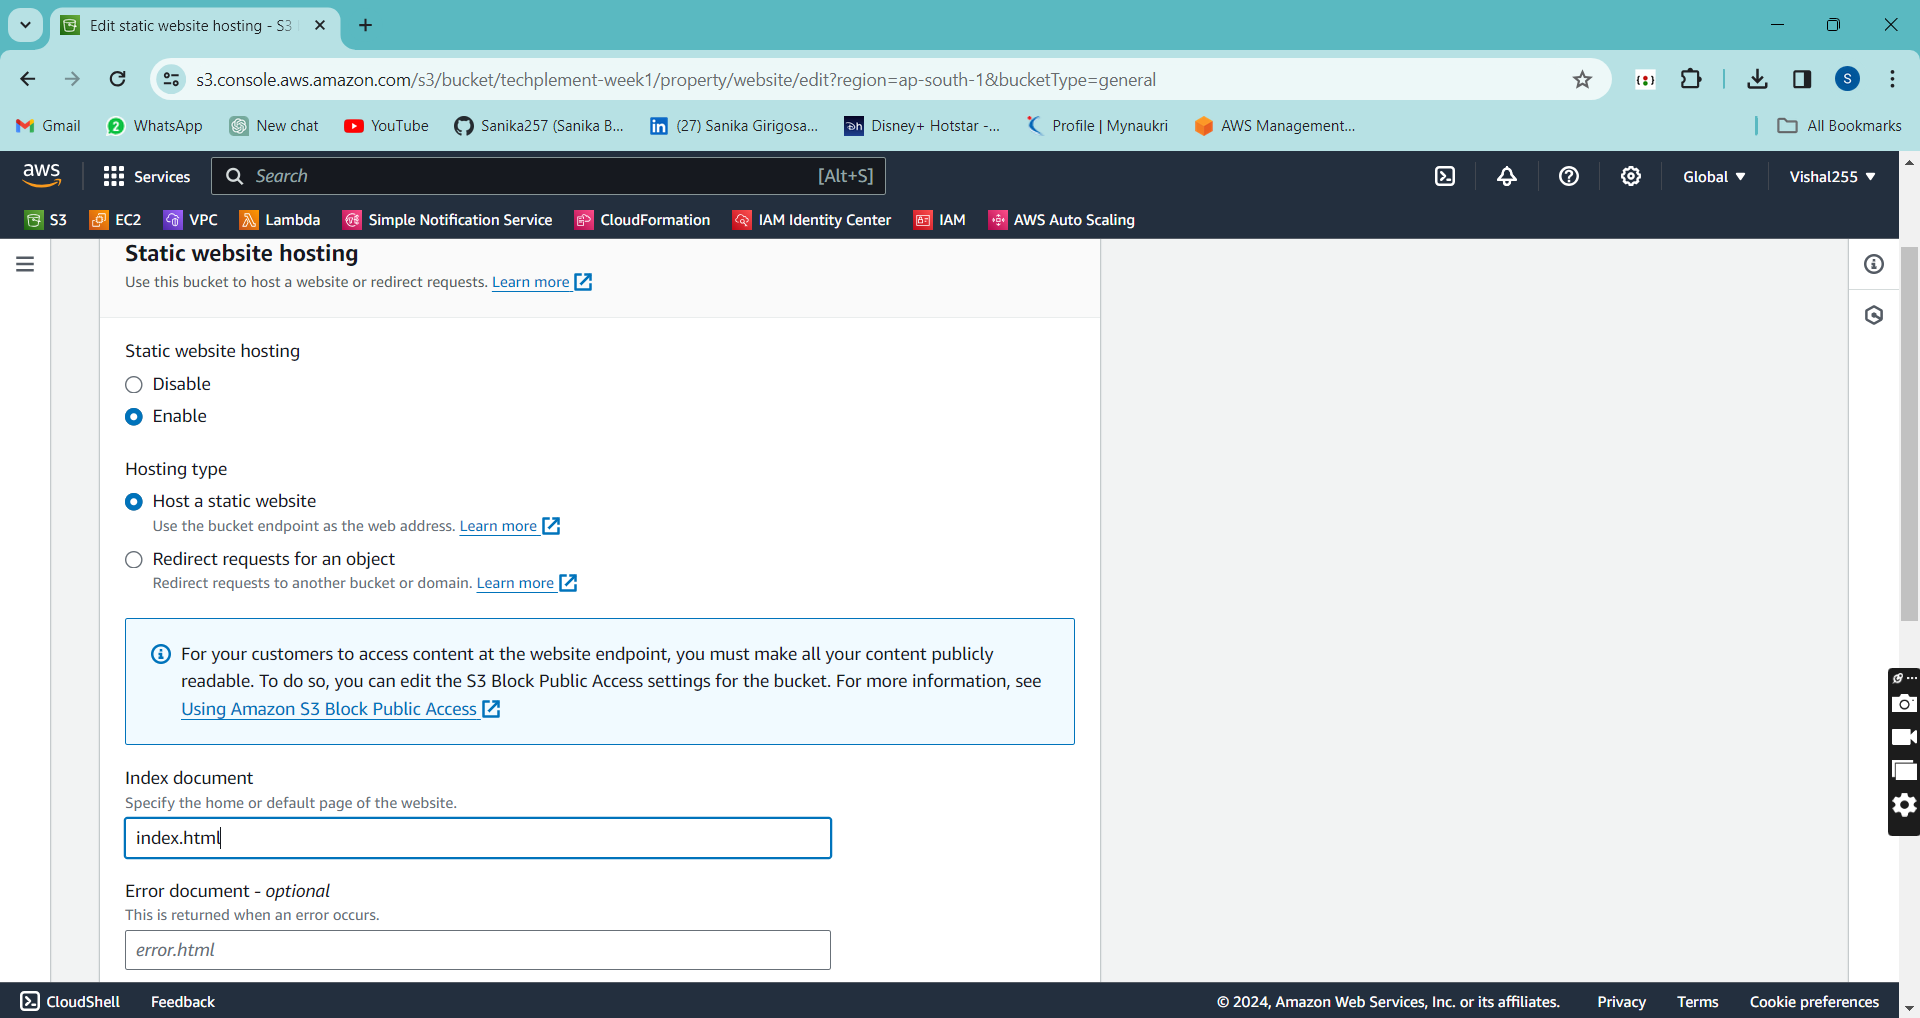 Edit static website hosting - S3
s3.console.aws.amazon.com/s3/bucket/techplement-week1/property/website/edit?region=ap-south-1&bucketType=general
S
Gmail
2 WhatsApp
New chat
YouTube
Sanika257 (Sanika B...
in (27) Sanika Girigosa...
Dh Disney+ Hotstar -...
Profile | Mynaukri
AWS Management...
All Bookmarks
aws
Services
Search [Alt+S]
Global
Vishal255
S3
EC2
VPC
Lambda
Simple Notification Service
CloudFormation
IAM Identity Center
IAM
AWS Auto Scaling
Static website hosting
Use this bucket to host a website or redirect requests. Learn more
Static website hosting
Disable
Enable
Hosting type
Host a static website
Use the bucket endpoint as the web address. Learn more
Redirect requests for an object
Redirect requests to another bucket or domain. Learn more
For your customers to access content at the website endpoint, you must make all your content publicly
readable. To do so, you can edit the S3 Block Public Access settings for the bucket. For more information, see
Using Amazon S3 Block Public Access
Index document
Specify the home or default page of the website.
index.html
Error document - optional
This is returned when an error occurs.
error.html
CloudShell
Feedback
© 2024, Amazon Web Services, Inc. or its affiliates.
Privacy
Terms
Cookie preferences